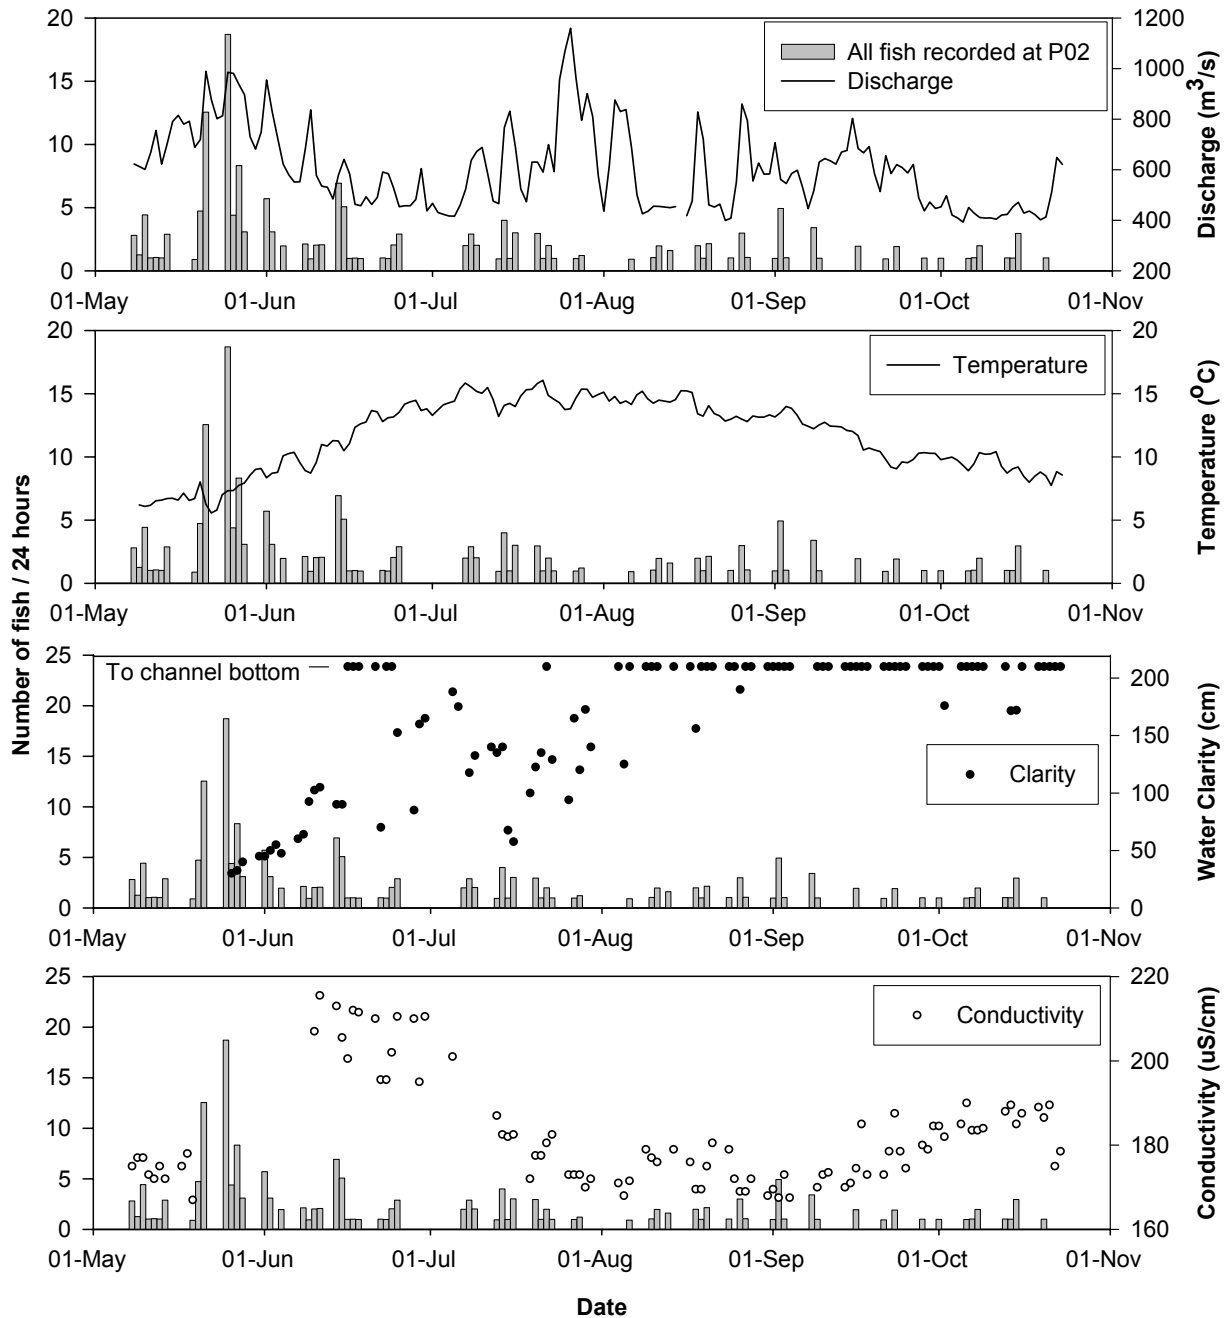 20
15
10
5
0
1200
1000
800
600
400
200
All fish recorded at P02
Discharge
Discharge (m³/s)
01-May 01-Jun 01-Jul 01-Aug 01-Sep 01-Oct 01-Nov
20
15
10
5
0
20
15
10
5
0
Temperature
Temperature (°C)
01-May 01-Jun 01-Jul 01-Aug 01-Sep 01-Oct 01-Nov
Number of fish / 24 hours
25
20
15
10
5
0
200
150
100
50
0
To channel bottom
Clarity
Water Clarity (cm)
01-May 01-Jun 01-Jul 01-Aug 01-Sep 01-Oct 01-Nov
25
20
15
10
5
0
220
200
180
160
Conductivity
Conductivity (uS/cm)
01-May 01-Jun 01-Jul 01-Aug 01-Sep 01-Oct 01-Nov
Date